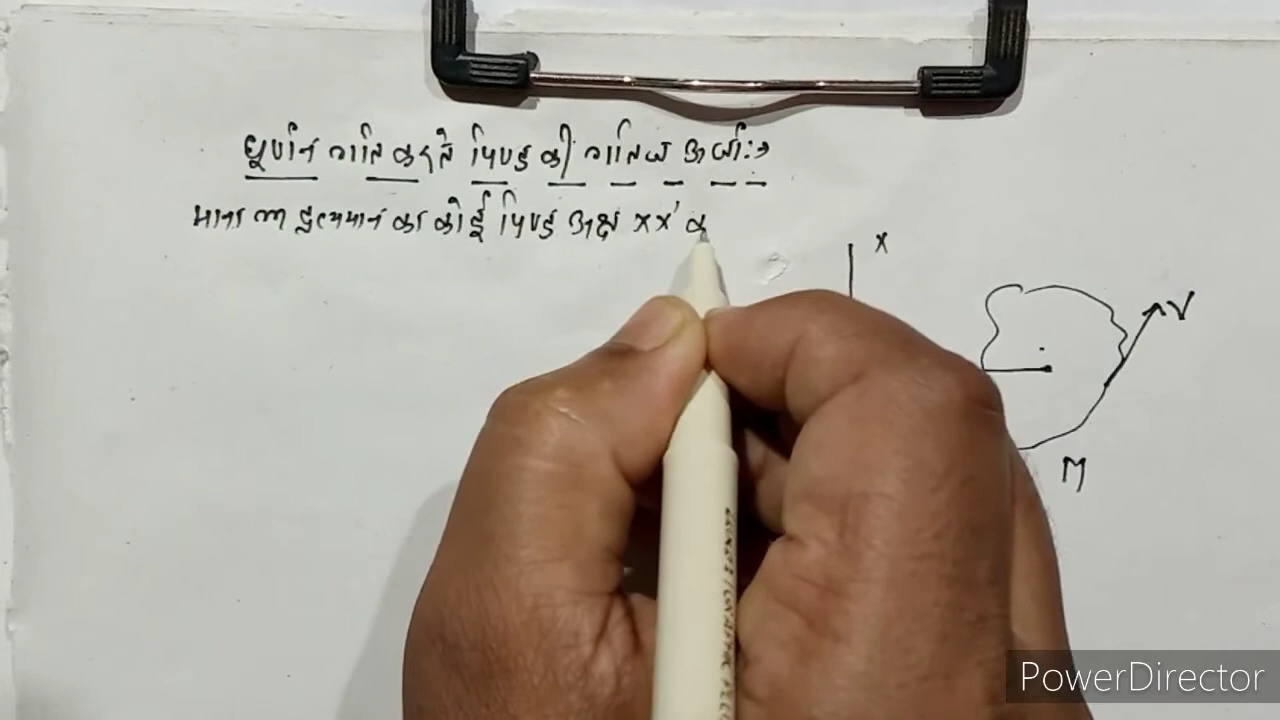 घूर्णन गति करते पिण्ड की गतिज ऊर्जा:→
माना M द्रव्यमान का कोई पिण्ड अक्ष XX' क
X
V
M
PowerDirector